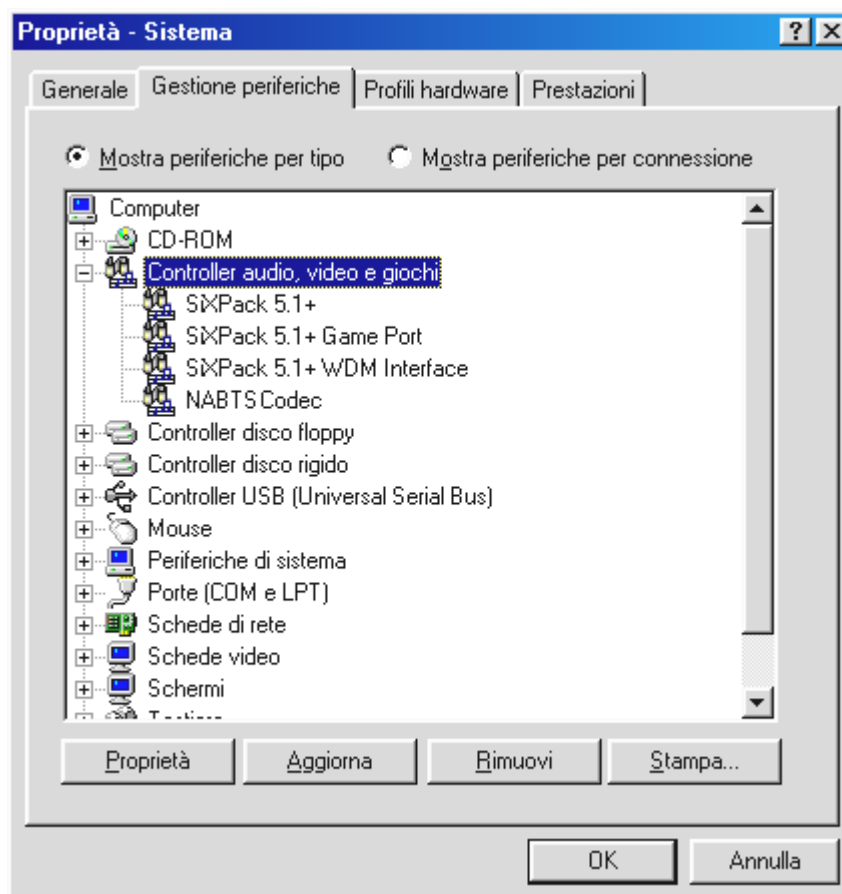 Proprietà - Sistema
Generale Gestione periferiche Profili hardware Prestazioni
Mostra periferiche per tipo Mostra periferiche per connessione
Computer
CD-ROM
Controller audio, video e giochi
SiXPack 5.1+
SiXPack 5.1+ Game Port
SiXPack 5.1+ WDM Interface
NABTS Codec
Controller disco floppy
Controller disco rigido
Controller USB (Universal Serial Bus)
Mouse
Periferiche di sistema
Porte (COM e LPT)
Schede di rete
Schede video
Schermi
Proprietà Aggiorna Rimuovi Stampa...
OK Annulla